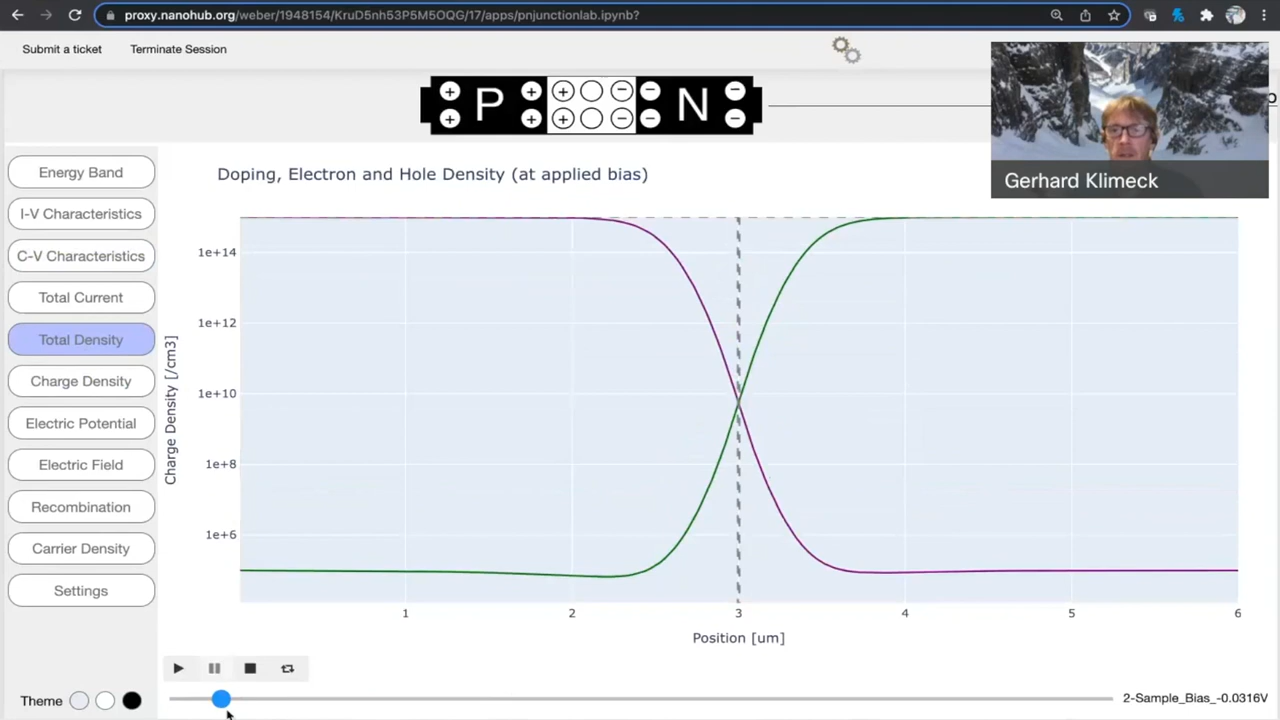 proxy.nanohub.org/weber/1948154/KruD5nh53P5M5OQG/17/apps/pnjunctionlab.ipynb?
Submit a ticket
Terminate Session
P
N
Gerhard Klimeck
Energy Band
I-V Characteristics
C-V Characteristics
Total Current
Total Density
Charge Density
Electric Potential
Electric Field
Recombination
Carrier Density
Settings
Theme
Doping, Electron and Hole Density (at applied bias)
Charge Density [/cm3]
1e+14
1e+12
1e+10
1e+8
1e+6
1
2
3
4
5
6
Position [um]
2-Sample_Bias_-0.0316V